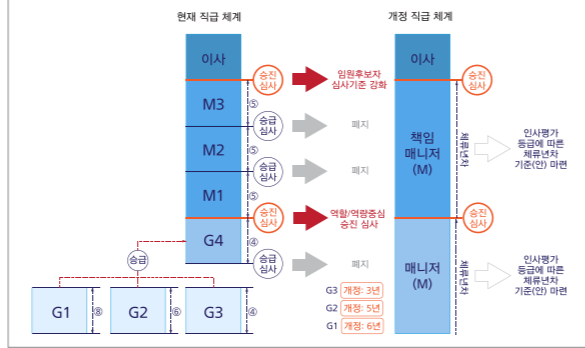 현재 직급 체계
개정 직급 체계
이사
이사
승진
심사
임원후보자
심사기준 강화
승진
심사
M3
⑤
승급
심사
폐지
M2
⑤
승급
심사
폐지
책임
매니저
(M)
체류년차
인사평가
등급에 따른
체류년차
기준(안) 마련
M1
⑤
승진
심사
역할/역량중심
승진 심사
승진
심사
G4
④
승급
승급
심사
폐지
매니저
(M)
체류년차
인사평가
등급에 따른
체류년차
기준(안) 마련
G1
⑧
G2
⑥
G3
④
G3 개정: 3년
G2 개정: 5년
G1 개정: 6년